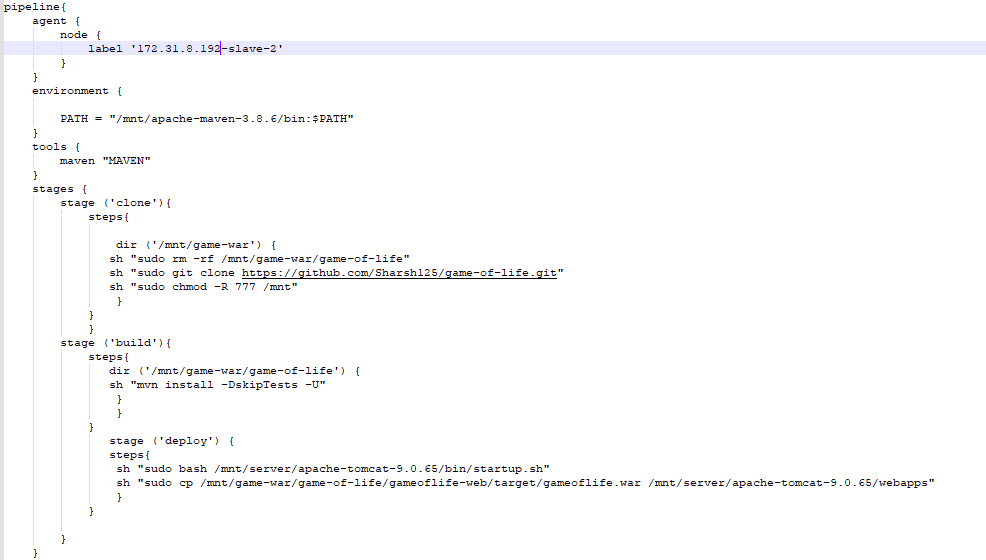 pipeline{
agent {
node {
label '172.31.8.192-slave-2'
}
}
environment {
PATH = "/mnt/apache-maven-3.8.6/bin:$PATH"
}
tools {
maven "MAVEN"
}
stages {
stage ('clone'){
steps{
dir ('/mnt/game-war') {
sh "sudo rm -rf /mnt/game-war/game-of-life"
sh "sudo git clone https://github.com/Sharsh125/game-of-life.git"
sh "sudo chmod -R 777 /mnt"
}
}
}
stage ('build'){
steps{
dir ('/mnt/game-war/game-of-life') {
sh "mvn install -DskipTests -U"
}
}
}
stage ('deploy') {
steps{
sh "sudo bash /mnt/server/apache-tomcat-9.0.65/bin/startup.sh"
sh "sudo cp /mnt/game-war/game-of-life/gameoflife-web/target/gameoflife.war /mnt/server/apache-tomcat-9.0.65/webapps"
}
}
}
}